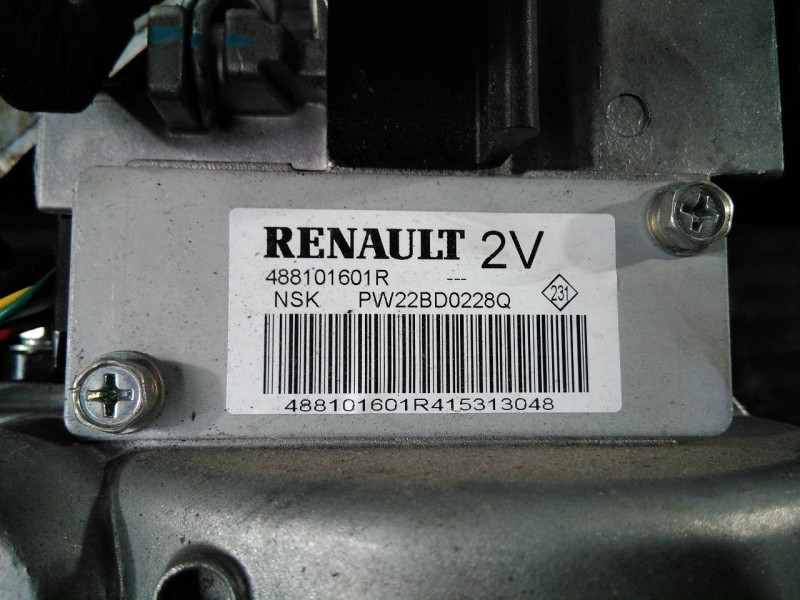 RENAULT 2V
488101601R ---
NSK PW22BD0228Q 231
488101601R415313048